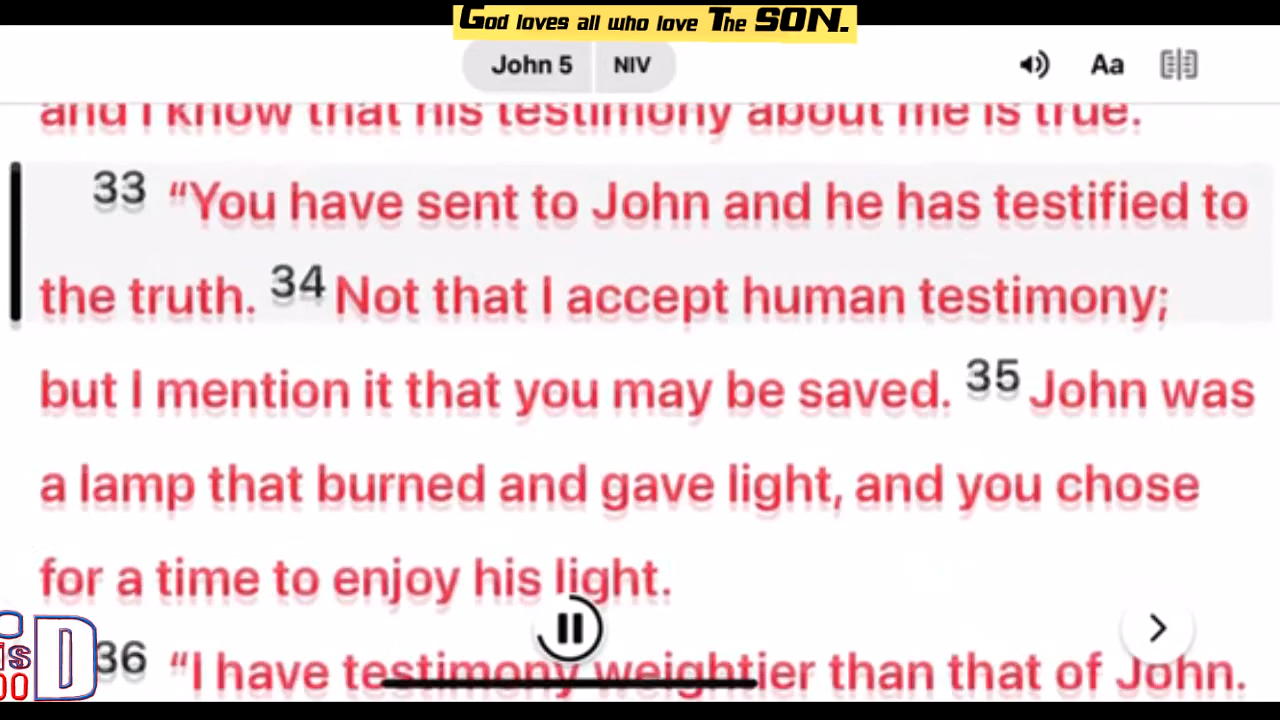 God loves all who love The SON.
John 5 NIV Aa
and I know that his testimony about me is true.
33 “You have sent to John and he has testified to
the truth. 34 Not that I accept human testimony;
but I mention it that you may be saved. 35 John was
a lamp that burned and gave light, and you chose
for a time to enjoy his light.
36 “I have testimony weightier than that of John.
is D
00